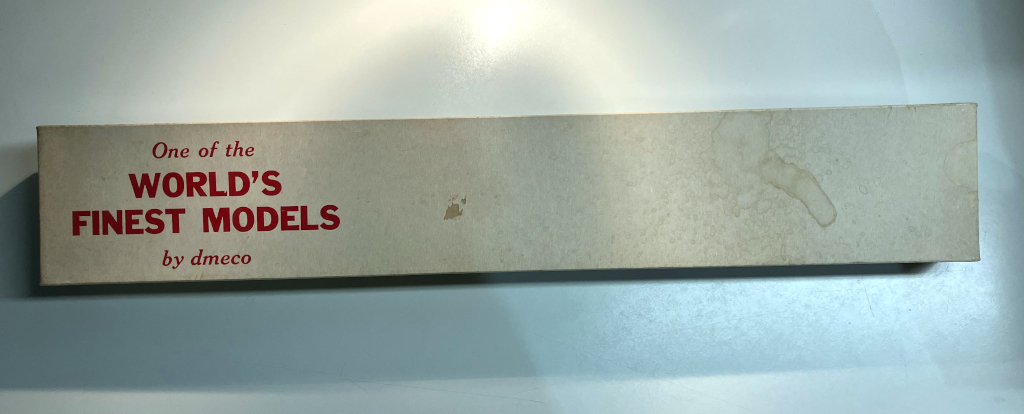 One of the
WORLD'S
FINEST MODELS
by dmeco